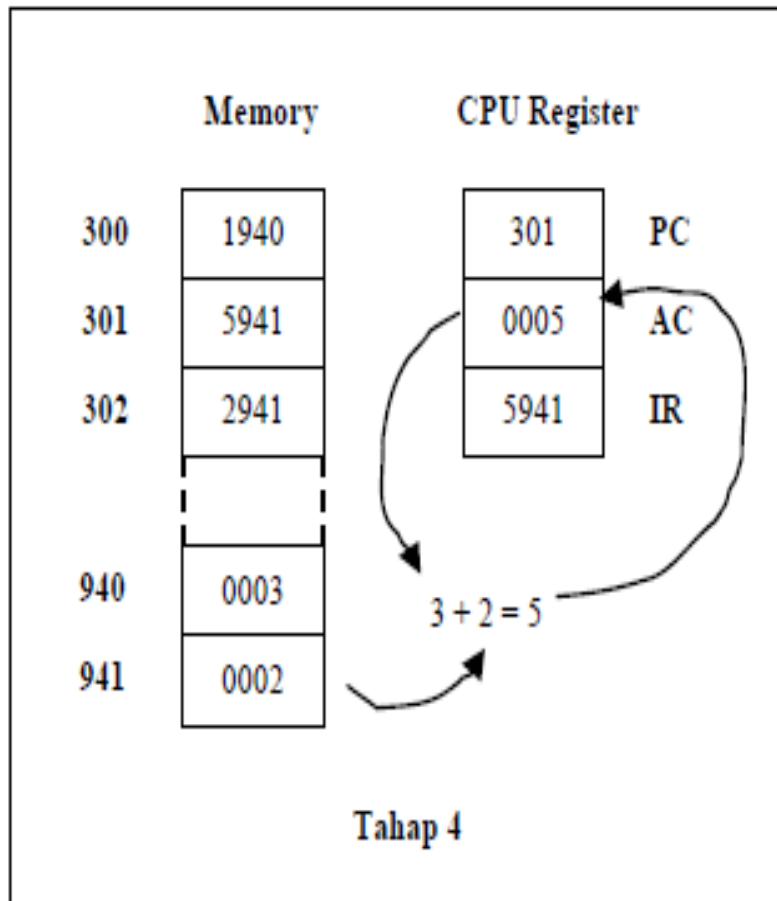 Memory CPU Register
300 1940 301 PC
301 5941 0005 AC
302 2941 5941 IR
940 0003
3 + 2 = 5
941 0002
Tahap 4